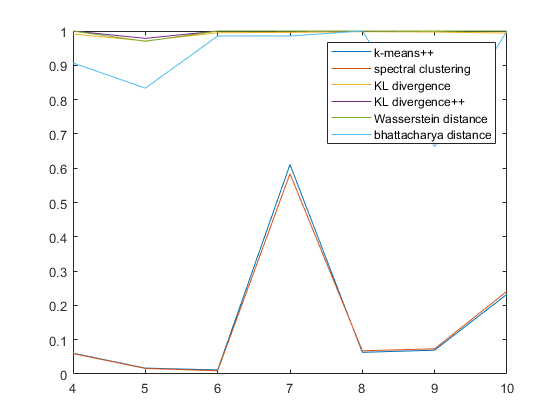 1
0.9
0.8
0.7
0.6
0.5
0.4
0.3
0.2
0.1
0
4 5 6 7 8 9 10
k-means++
spectral clustering
KL divergence
KL divergence++
Wasserstein distance
bhattacharya distance